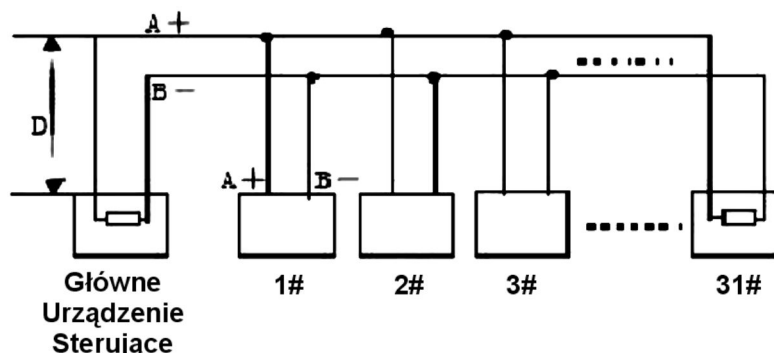 A+
B-
D
A+ B-
Główne
Urządzenie
Sterujace
1# 2# 3# 31#